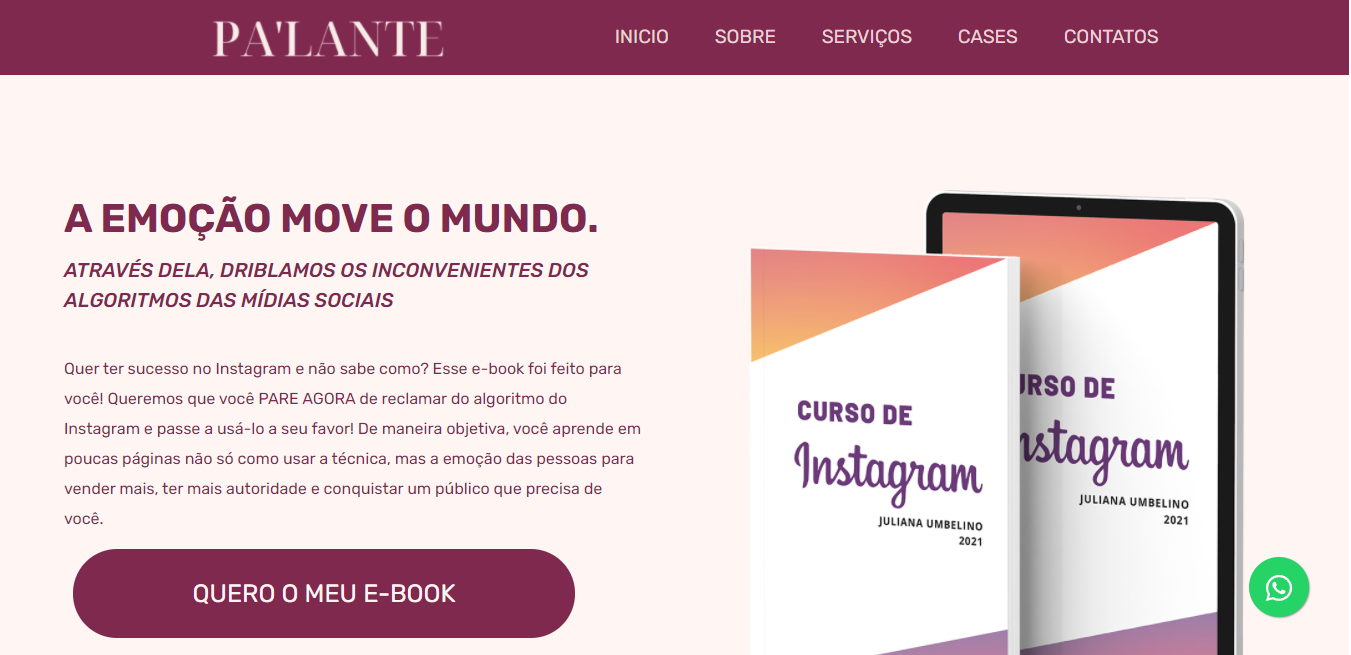 PA'LANTE
INICIO SOBRE SERVIÇOS CASES CONTATOS
A EMOÇÃO MOVE O MUNDO.
ATRAVÉS DELA, DRIBLAMOS OS INCONVENIENTES DOS
ALGORITMOS DAS MÍDIAS SOCIAIS
Quer ter sucesso no Instagram e não sabe como? Esse e-book foi feito para
você! Queremos que você PARE AGORA de reclamar do algoritmo do
Instagram e passe a usá-lo a seu favor! De maneira objetiva, você aprende em
poucas páginas não só como usar a técnica, mas a emoção das pessoas para
vender mais, ter mais autoridade e conquistar um público que precisa de
você.
QUERO O MEU E-BOOK
CURSO DE
Instagram
JULIANA UMBELINO
2021
URSO DE
nstagram
JULIANA UMBELINO
2021